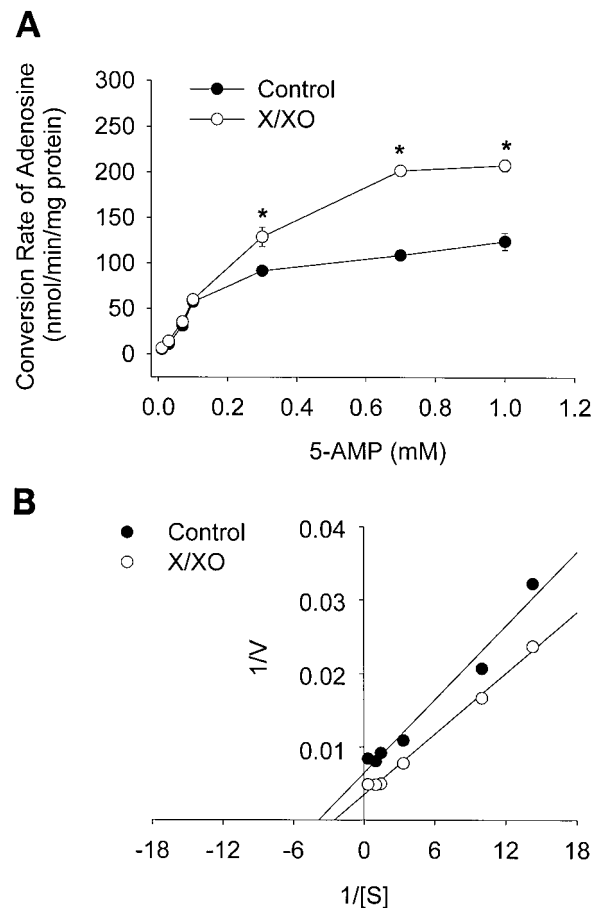 A
Conversion Rate of Adenosine
(nmol/min/mg protein)
300
250
200
150
100
50
0
Control
X/XO
*
*
*
0.0
0.2
0.4
0.6
0.8
1.0
1.2
5-AMP (mM)
B
Control
X/XO
1/V
0.04
0.03
0.02
0.01
-18
-12
-6
0
6
12
18
1/[S]